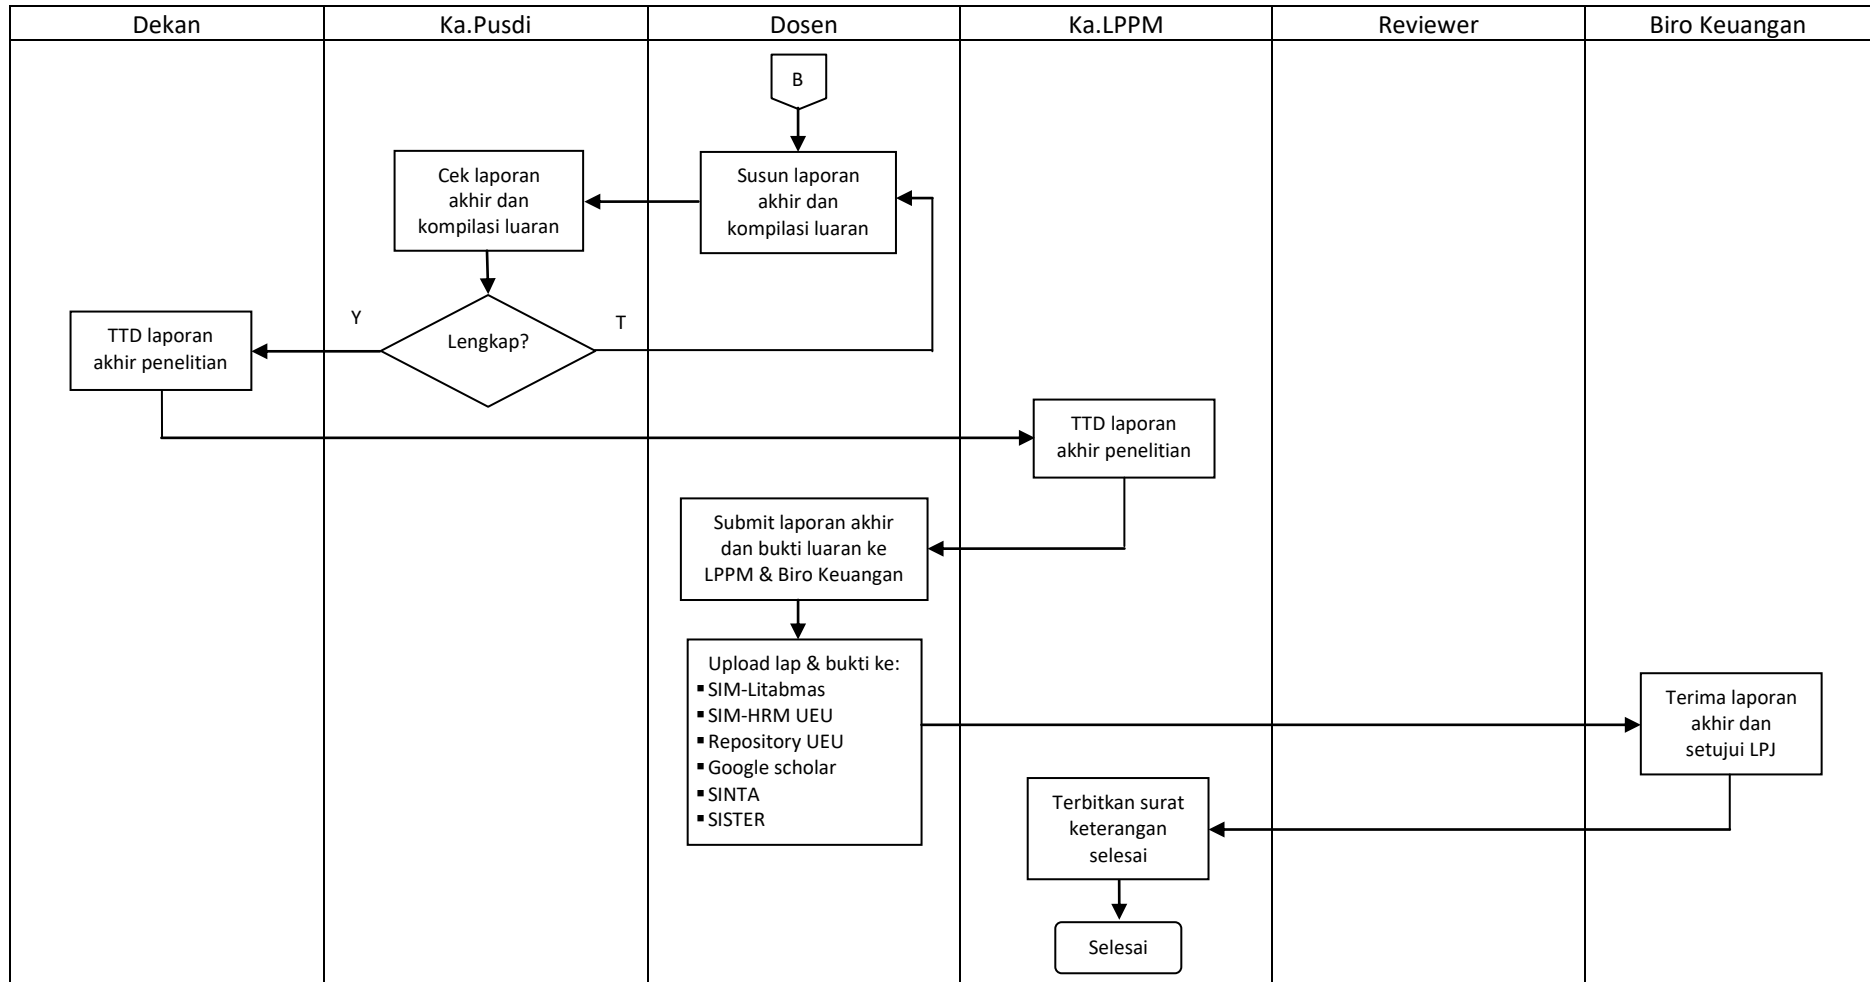 Dekan
Ka.Pusdi
Dosen
Ka.LPPM
Reviewer
Biro Keuangan
B
Cek laporan
akhir dan
kompilasi luaran
Susun laporan
akhir dan
kompilasi luaran
Y
Lengkap?
T
TTD laporan
akhir penelitian
TTD laporan
akhir penelitian
Submit laporan akhir
dan bukti luaran ke
LPPM & Biro Keuangan
Upload lap & bukti ke:
▪ SIM-Litabmas
▪ SIM-HRM UEU
▪ Repository UEU
▪ Google scholar
▪ SINTA
▪ SISTER
Terima laporan
akhir dan
setujui LPJ
Terbitkan surat
keterangan
selesai
Selesai